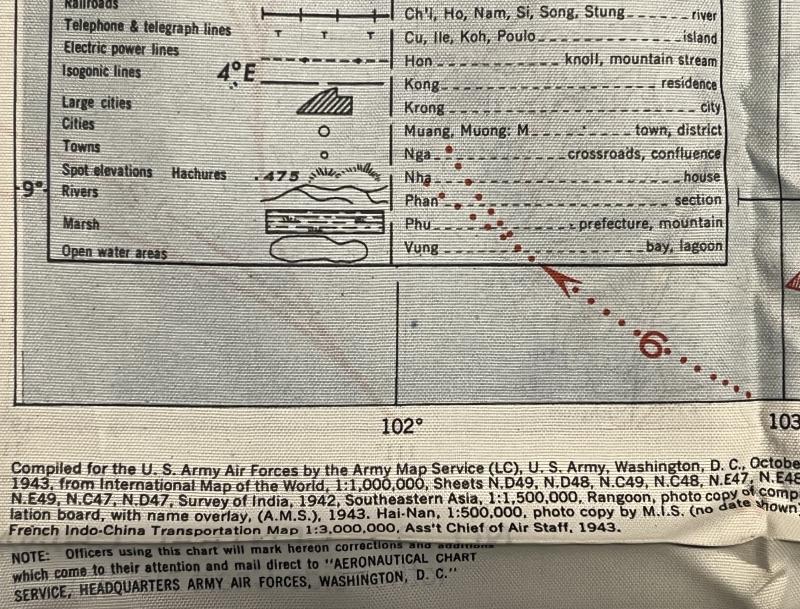 Railroads
Telephone & telegraph lines T T T
Electric power lines
Isogonic lines 4°E
Large cities
Cities
Towns
Spot elevations Hachures .475
Rivers
Marsh
Open water areas
Ch'i, Ho, Nam, Si, Song, Stung river
Cu, Ile, Koh, Poulo island
Hon knoll, mountain stream
Kong residence
Krong city
Muang, Muong: M town, district
Nga crossroads, confluence
Nha house
Phan section
Phu prefecture, mountain
Vung bay, lagoon
9°
6
102°
103
Compiled for the U. S. Army Air Forces by the Army Map Service (LC), U. S. Army, Washington, D. C., Octobe
1943, from International Map of the World, 1:1,000,000, Sheets N.D49, N.D48, N.C49, N.C48, N.E47, N.E48
N.E49, N.C47, N.D47, Survey of India, 1942, Southeastern Asia, 1:1,500,000, Rangoon, photo copy of comp
lation board, with name overlay, (A.M.S.), 1943. Hai-Nan, 1:500,000, photo copy by M.I.S. (no date shown)
French Indo-China Transportation Map 1:3,000,000, Ass't Chief of Air Staff, 1943.
NOTE: Officers using this chart will mark hereon corrections and additions
which come to their attention and mail direct to "AERONAUTICAL CHART
SERVICE, HEADQUARTERS ARMY AIR FORCES, WASHINGTON, D. C."